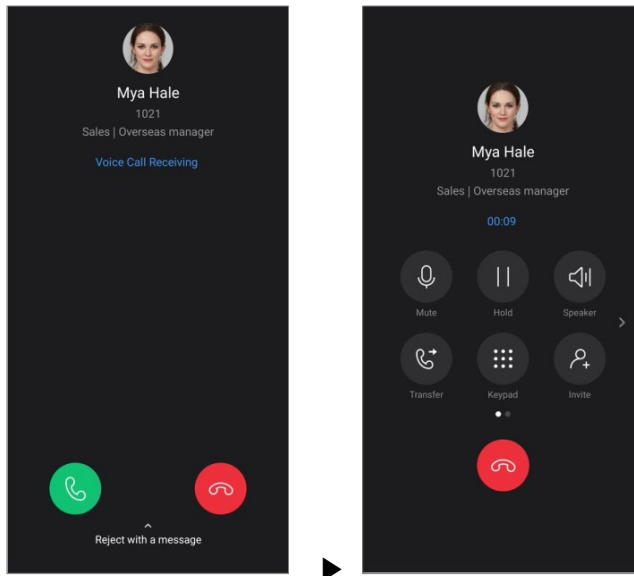 Mya Hale
1021
Sales | Overseas manager
Voice Call Receiving
Reject with a message
Mya Hale
1021
Sales | Overseas manager
00:09
Mute Hold Speaker
Transfer Keypad Invite